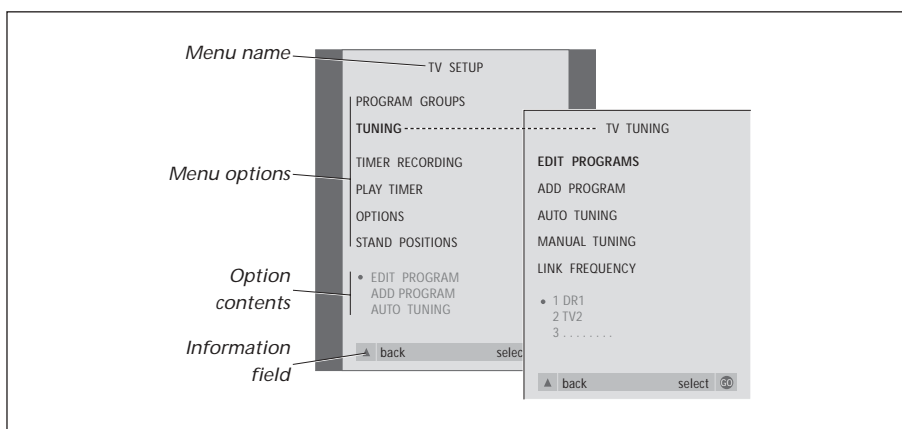 Menu name
TV SETUP
PROGRAM GROUPS
TUNING
TIMER RECORDING
Menu options
PLAY TIMER
OPTIONS
STAND POSITIONS
Option
contents
• EDIT PROGRAM
ADD PROGRAM
AUTO TUNING
Information
field
▲ back selec
TV TUNING
EDIT PROGRAMS
ADD PROGRAM
AUTO TUNING
MANUAL TUNING
LINK FREQUENCY
• 1 DR1
2 TV2
3 . . . . . . . .
▲ back select GO